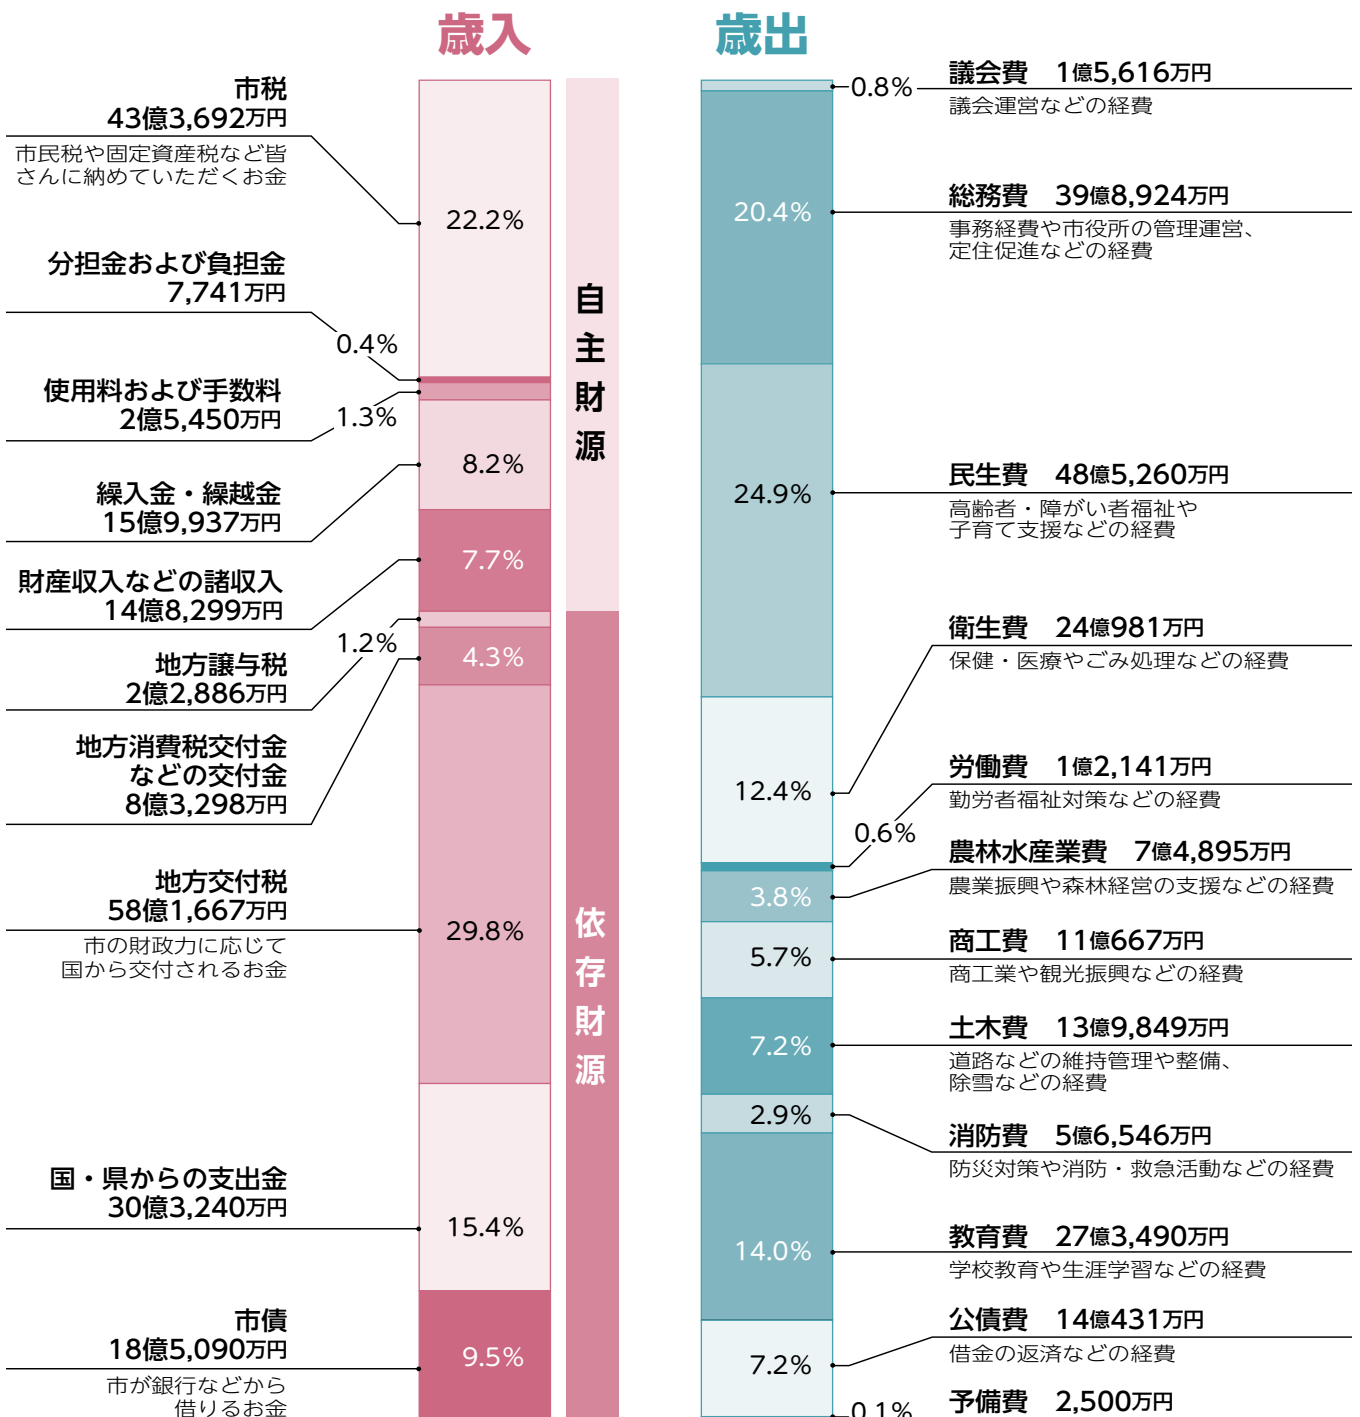 歳入
市税
43億3,692万円
市民税や固定資産税など皆
さんに納めていただくお金
22.2%
分担金および負担金
7,741万円
0.4%
使用料および手数料
2億5,450万円
1.3%
繰入金・繰越金
15億9,937万円
8.2%
財産収入などの諸収入
14億8,299万円
7.7%
地方譲与税
2億2,886万円
1.2%
地方消費税交付金
などの交付金
8億3,298万円
4.3%
地方交付税
58億1,667万円
市の財政力に応じて
国から交付されるお金
29.8%
国・県からの支出金
30億3,240万円
15.4%
市債
18億5,090万円
市が銀行などから
借りるお金
9.5%
自主財源
依存財源
歳出
議会費 1億5,616万円
議会運営などの経費
0.8%
総務費 39億8,924万円
事務経費や市役所の管理運営、
定住促進などの経費
20.4%
民生費 48億5,260万円
高齢者・障がい者福祉や
子育て支援などの経費
24.9%
衛生費 24億981万円
保健・医療やごみ処理などの経費
12.4%
労働費 1億2,141万円
勤労者福祉対策などの経費
0.6%
農林水産業費 7億4,895万円
農業振興や森林経営の支援などの経費
3.8%
商工費 11億667万円
商工業や観光振興などの経費
5.7%
土木費 13億9,849万円
道路などの維持管理や整備、
除雪などの経費
7.2%
消防費 5億6,546万円
防災対策や消防・救急活動などの経費
2.9%
教育費 27億3,490万円
学校教育や生涯学習などの経費
14.0%
公債費 14億431万円
借金の返済などの経費
7.2%
予備費 2,500万円
0.1%